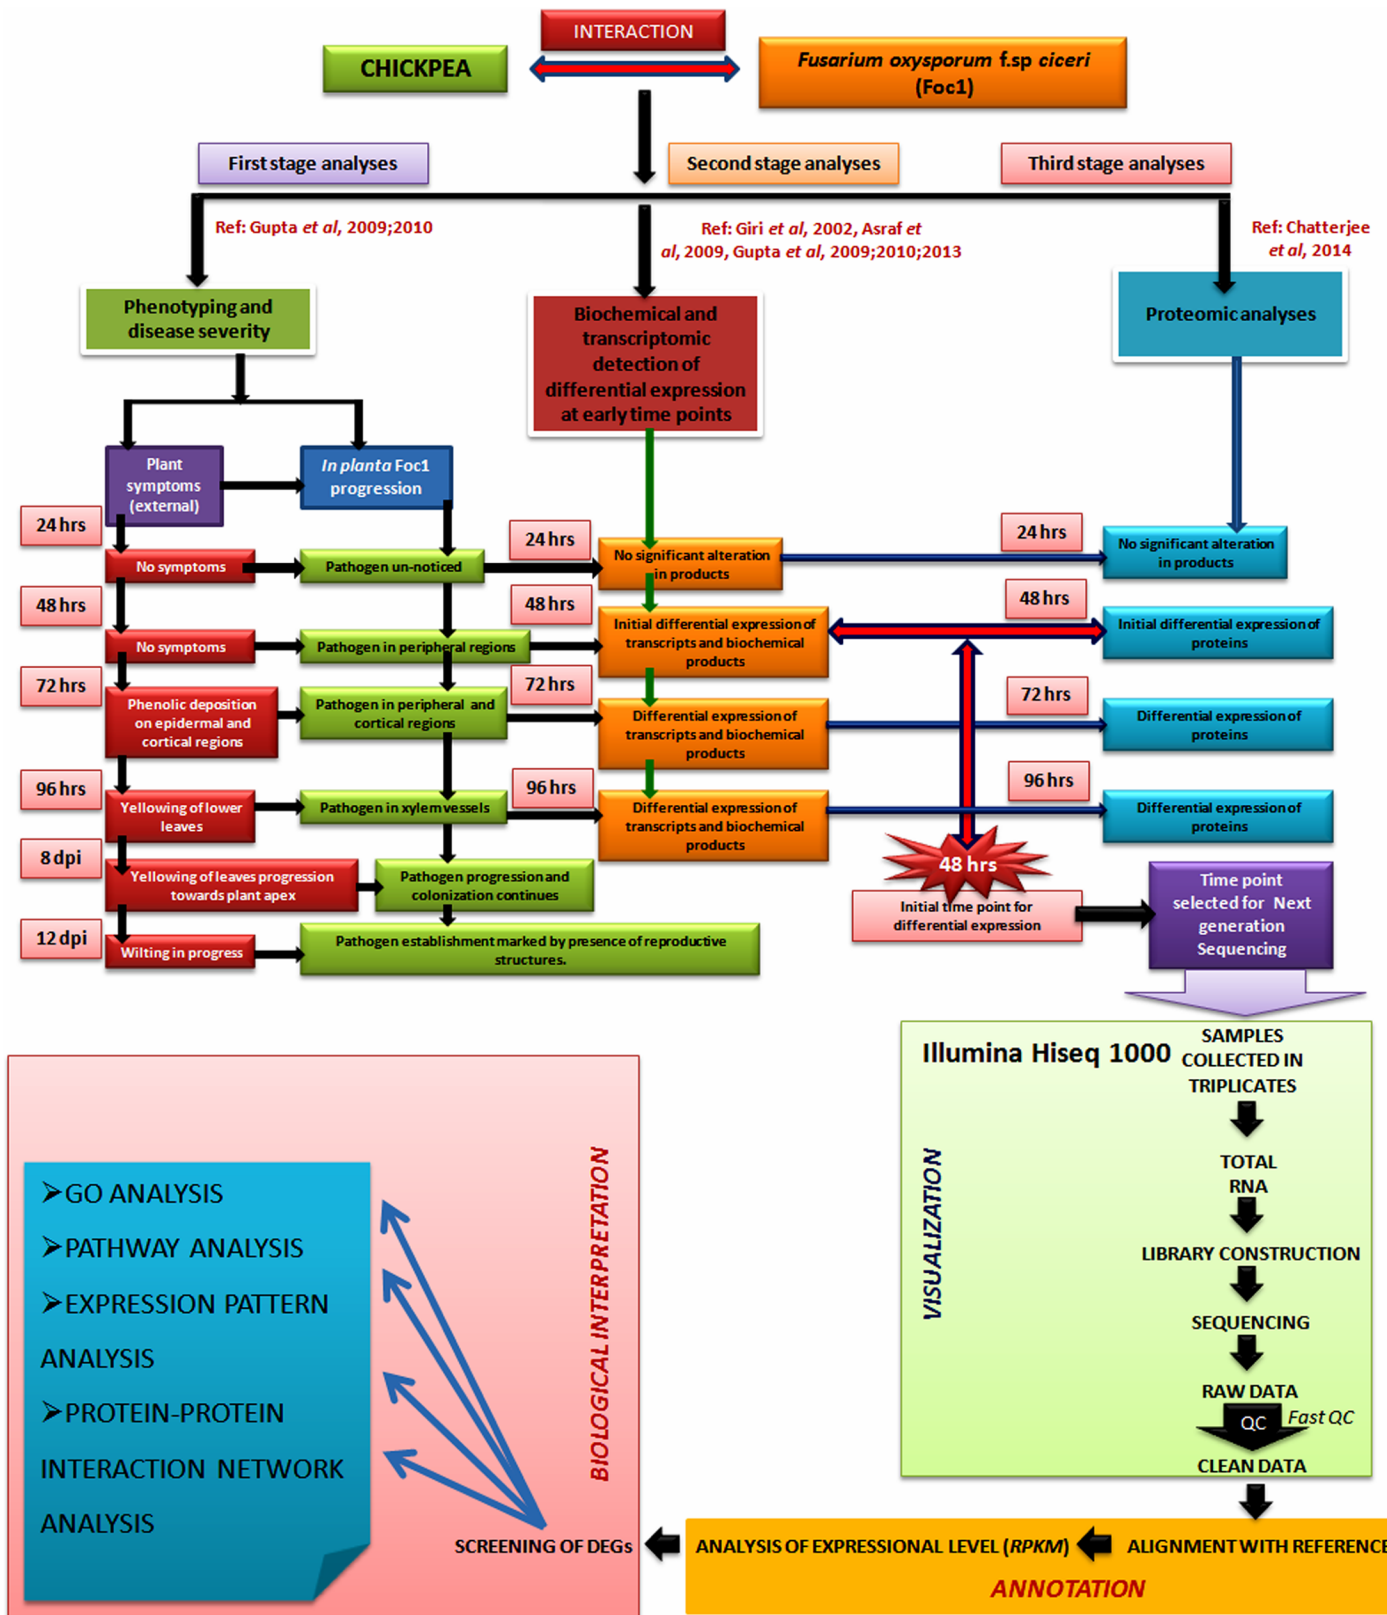 INTERACTION
CHICKPEA
Fusarium oxysporum f.sp ciceri
(Foc1)
First stage analyses
Second stage analyses
Third stage analyses
Ref: Gupta et al, 2009;2010
Ref: Giri et al, 2002, Asraf et
al, 2009, Gupta et al, 2009;2010;2013
Ref: Chatterjee
et al, 2014
Phenotyping and
disease severity
Biochemical and
transcriptomic
detection of
differential expression
at early time points
Proteomic analyses
Plant
symptoms
(external)
In planta Foc1
progression
24 hrs
No symptoms
Pathogen un-noticed
24 hrs
No significant alteration
in products
24 hrs
No significant alteration
in products
48 hrs
No symptoms
Pathogen in peripheral regions
48 hrs
Initial differential expression of
transcripts and biochemical
products
48 hrs
Initial differential expression of
proteins
72 hrs
Phenolic deposition
on epidermal and
cortical regions
Pathogen in peripheral and
cortical regions
72 hrs
Differential expression of
transcripts and biochemical
products
72 hrs
Differential expression of
proteins
96 hrs
Yellowing of lower
leaves
Pathogen in xylem vessels
96 hrs
Differential expression of
transcripts and biochemical
products
96 hrs
Differential expression of
proteins
8 dpi
Yellowing of leaves progression
towards plant apex
Pathogen progression and
colonization continues
12 dpi
Wilting in progress
Pathogen establishment marked by presence of reproductive
structures.
48 hrs
Initial time point for
differential expression
Time point
selected for Next
generation
Sequencing
Illumina Hiseq 1000
SAMPLES
COLLECTED IN
TRIPLICATES
TOTAL
RNA
LIBRARY CONSTRUCTION
SEQUENCING
RAW DATA
QC
Fast QC
CLEAN DATA
VISUALIZATION
ALIGNMENT WITH REFERENCE
ANALYSIS OF EXPRESSIONAL LEVEL (RPKM)
ANNOTATION
SCREENING OF DEGs
BIOLOGICAL INTERPRETATION
➢GO ANALYSIS
➢PATHWAY ANALYSIS
➢EXPRESSION PATTERN
ANALYSIS
➢PROTEIN-PROTEIN
INTERACTION NETWORK
ANALYSIS